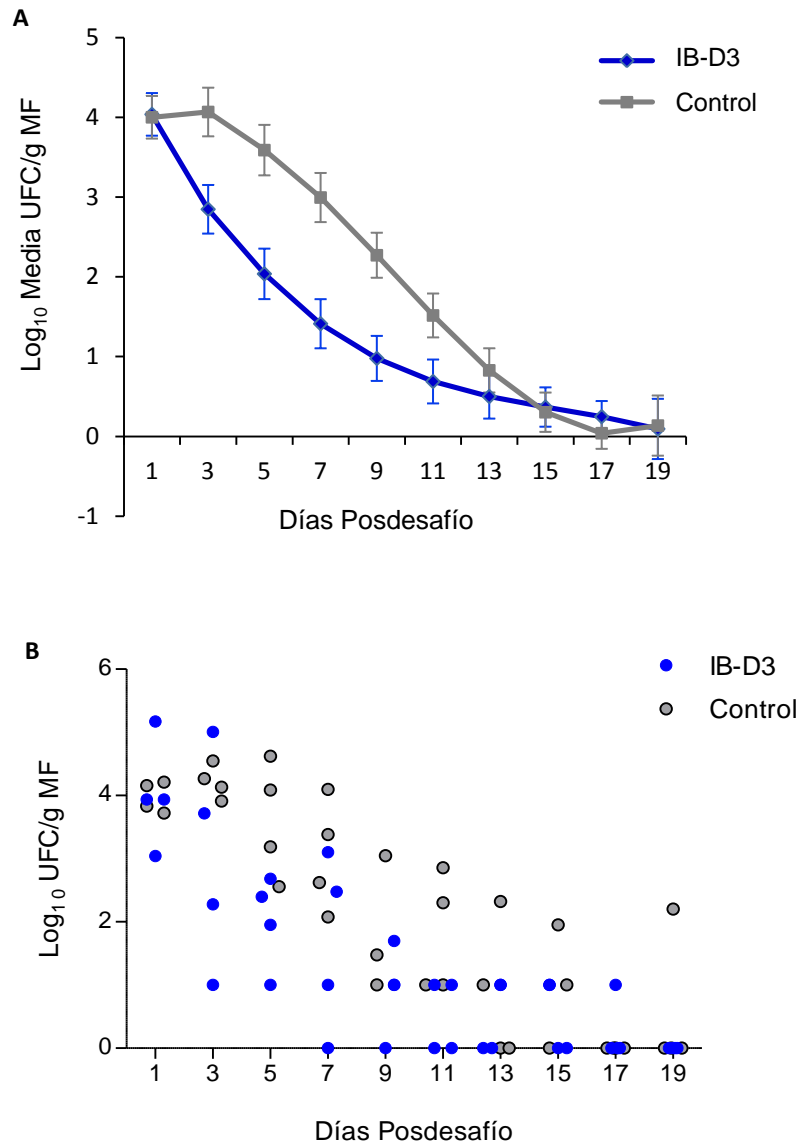 A
5
4
3
2
1
0
-1
Log10 Media UFC/g MF
IB-D3
Control
1 3 5 7 9 11 13 15 17 19
Días Posdesafío
B
6
4
2
0
Log10 UFC/g MF
IB-D3
Control
1 3 5 7 9 11 13 15 17 19
Días Posdesafío